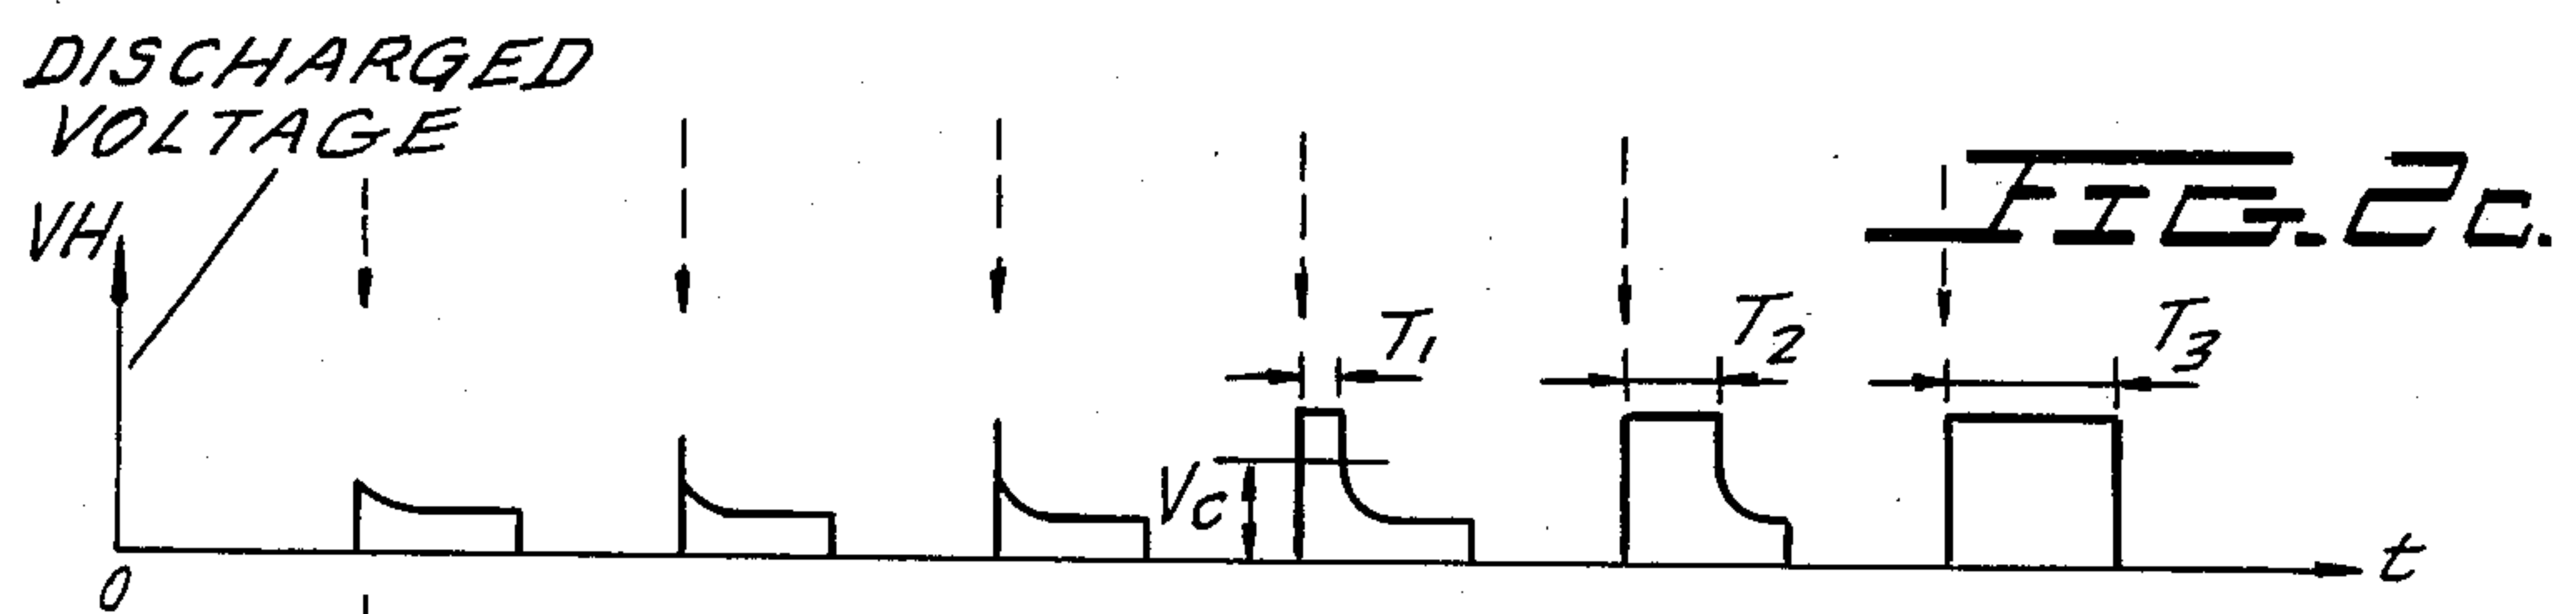 DISCHARGED
VOLTAGE
VH
FIG. 2c.
T1
T2
T3
Vc
t
0